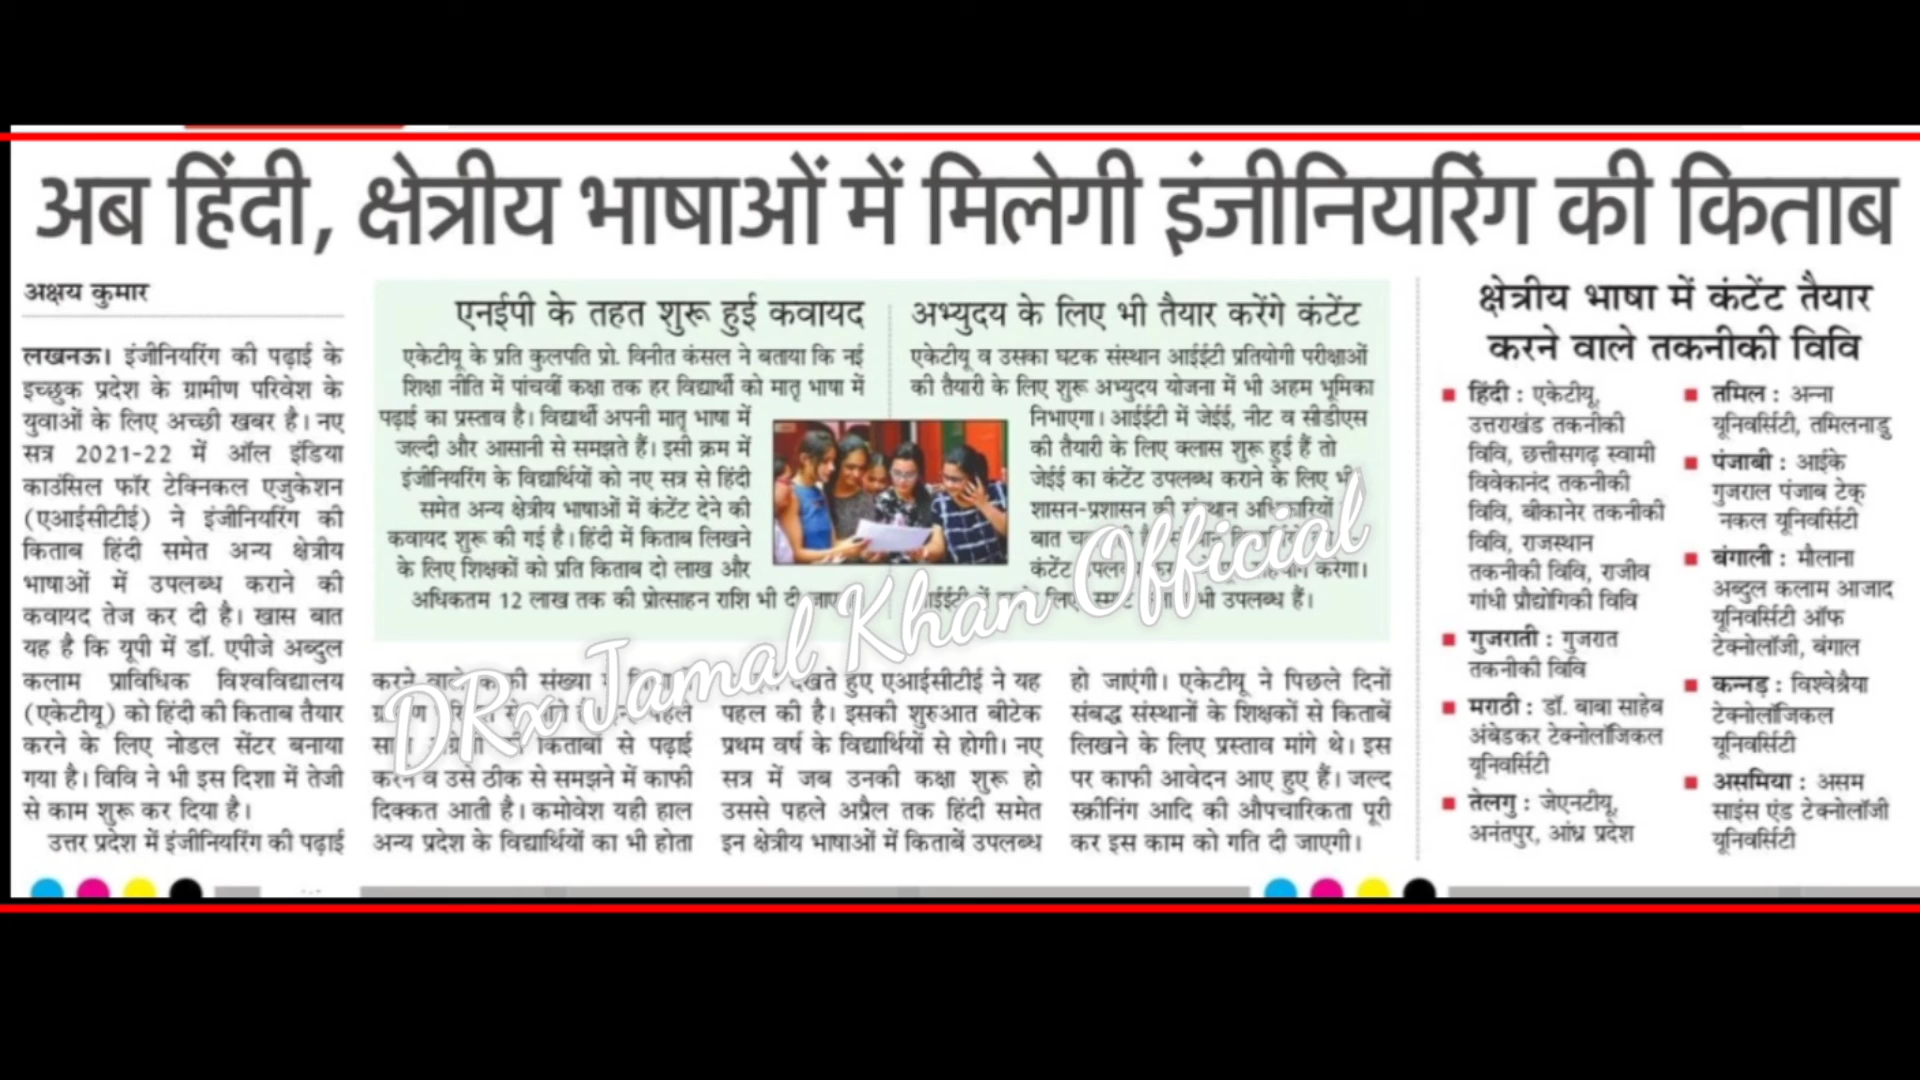 अब हिंदी, क्षेत्रीय भाषाओं में मिलेगी इंजीनियरिंग की किताब
अक्षय कुमार
लखनऊ। इंजीनियरिंग की पढ़ाई के
इच्छुक प्रदेश के ग्रामीण परिवेश के
युवाओं के लिए अच्छी खबर है। नए
सत्र 2021-22 में ऑल इंडिया
काउंसिल फॉर टेक्निकल एजुकेशन
(एआईसीटीई) ने इंजीनियरिंग की
किताब हिंदी समेत अन्य क्षेत्रीय
भाषाओं में उपलब्ध कराने की
कवायद तेज कर दी है। खास बात
यह है कि यूपी में डॉ. एपीजे अब्दुल
कलाम प्राविधिक विश्वविद्यालय
(एकेटीयू) को हिंदी की किताब तैयार
करने के लिए नोडल सेंटर बनाया
गया है। विवि ने भी इस दिशा में तेजी
से काम शुरू कर दिया है।
उत्तर प्रदेश में इंजीनियरिंग की पढ़ाई
एनईपी के तहत शुरू हुई कवायद
एकेटीयू के प्रति कुलपति प्रो. विनीत कंसल ने बताया कि नई
शिक्षा नीति में पांचवीं कक्षा तक हर विद्यार्थी को मातृ भाषा में
पढ़ाई का प्रस्ताव है। विद्यार्थी अपनी मातृ भाषा में
जल्दी और आसानी से समझते हैं। इसी क्रम में
इंजीनियरिंग के विद्यार्थियों को नए सत्र से हिंदी
समेत अन्य क्षेत्रीय भाषाओं में कंटेंट देने की
कवायद शुरू की गई है। हिंदी में किताब लिखने
के लिए शिक्षकों को प्रति किताब दो लाख और
अधिकतम 12 लाख तक की प्रोत्साहन राशि भी दी
अभ्युदय के लिए भी तैयार करेंगे कंटेंट
एकेटीयू व उसका घटक संस्थान आईईटी प्रतियोगी परीक्षाओं
की तैयारी के लिए शुरू अभ्युदय योजना में भी अहम भूमिका
निभाएगा। आईईटी में जेईई, नीट व सीडीएस
की तैयारी के लिए क्लास शुरू हुई हैं तो
जेईई का कंटेंट उपलब्ध कराने के लिए भी
शासन-प्रशासन की अधिकारियों
बात
कंटेंट करेगा।
लिए भी उपलब्ध हैं।
DRx Jamal Khan Official
करने वाले की संख्या
पहले
किताबों से पढ़ाई
करने व उसे ठीक से समझने में काफी
दिक्कत आती है। कमोवेश यही हाल
अन्य प्रदेश के विद्यार्थियों का भी होता
देखते हुए एआईसीटीई ने यह
पहल की है। इसकी शुरुआत बीटेक
प्रथम वर्ष के विद्यार्थियों से होगी। नए
सत्र में जब उनकी कक्षा शुरू हो
उससे पहले अप्रैल तक हिंदी समेत
इन क्षेत्रीय भाषाओं में किताबें उपलब्ध
हो जाएंगी। एकेटीयू ने पिछले दिनों
संबद्ध संस्थानों के शिक्षकों से किताबें
लिखने के लिए प्रस्ताव मांगे थे। इस
पर काफी आवेदन आए हुए हैं। जल्द
स्क्रीनिंग आदि की औपचारिकता पूरी
कर इस काम को गति दी जाएगी।
क्षेत्रीय भाषा में कंटेंट तैयार
करने वाले तकनीकी विवि
हिंदी : एकेटीयू,
उत्तराखंड तकनीकी
विवि, छत्तीसगढ़ स्वामी
विवेकानंद तकनीकी
विवि, बीकानेर तकनीकी
विवि, राजस्थान
तकनीकी विवि, राजीव
गांधी प्रौद्योगिकी विवि
गुजराती : गुजरात
तकनीकी विवि
मराठी : डॉ. बाबा साहेब
अंबेडकर टेक्नोलॉजिकल
यूनिवर्सिटी
तेलगु : जेएनटीयू,
अनंतपुर, आंध्र प्रदेश
तमिल : अन्ना
यूनिवर्सिटी, तमिलनाडु
पंजाबी : आईके
गुजराल पंजाब टेक्
नकल यूनिवर्सिटी
बंगाली : मौलाना
अब्दुल कलाम आजाद
यूनिवर्सिटी ऑफ
टेक्नोलॉजी, बंगाल
कन्नड़ : विश्वेश्रैया
टेक्नोलॉजिकल
यूनिवर्सिटी
असमिया : असम
साइंस एंड टेक्नोलॉजी
यूनिवर्सिटी